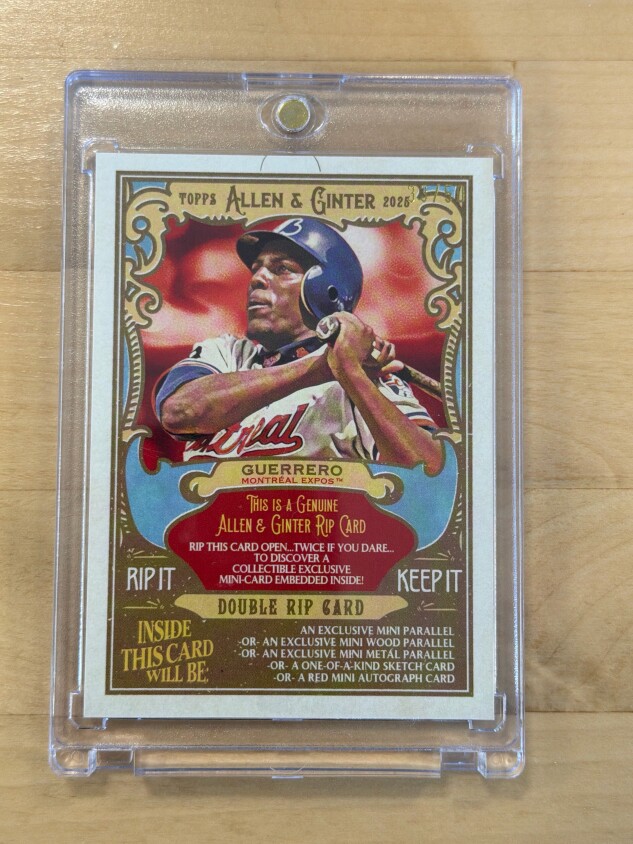 TOPPS ALLEN & GINTER 2025
B
GUERRERO
MONTRÉAL EXPOS™
THIS IS A GENUINE
ALLEN & GINTER RIP CARD
RIP THIS CARD OPEN...TWICE IF YOU DARE...
TO DISCOVER A
COLLECTIBLE EXCLUSIVE
MINI-CARD EMBEDDED INSIDE!
RIP IT
KEEP IT
DOUBLE RIP CARD
INSIDE
THIS CARD
WILL BE:
AN EXCLUSIVE MINI PARALLEL
-OR- AN EXCLUSIVE MINI WOOD PARALLEL
-OR- AN EXCLUSIVE MINI METAL PARALLEL
-OR- A ONE-OF-A-KIND SKETCH CARD
-OR- A RED MINI AUTOGRAPH CARD